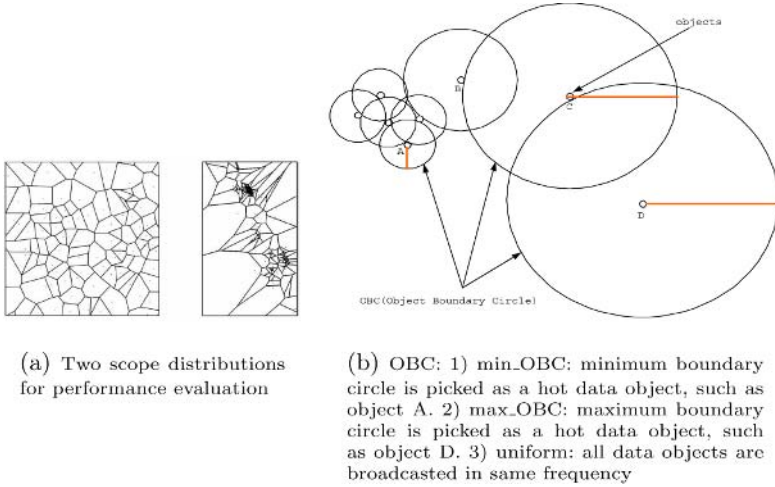 objects
B
C
A
D
OBC(Object Boundary Circle)
(a) Two scope distributions
for performance evaluation
(b) OBC: 1) min_OBC: minimum boundary
circle is picked as a hot data object, such as
object A. 2) max_OBC: maximum boundary
circle is picked as a hot data object, such
as object D. 3) uniform: all data objects are
broadcasted in same frequency